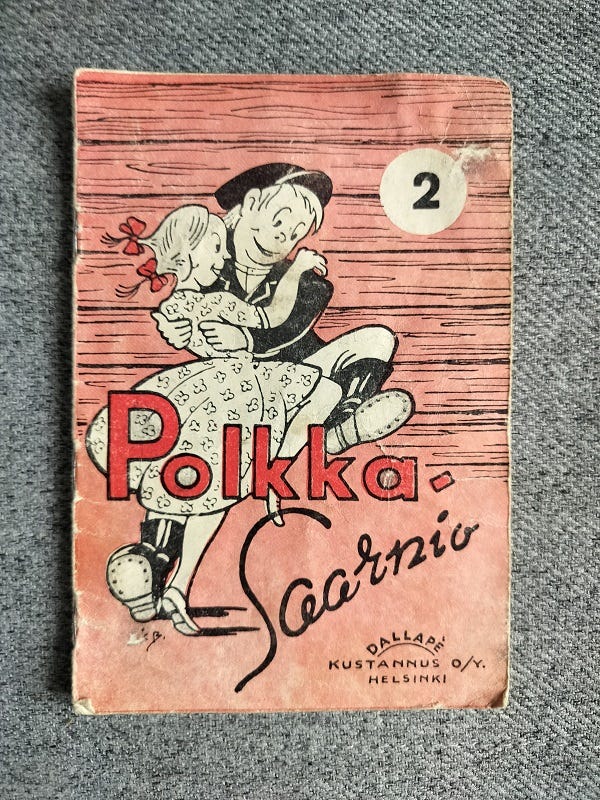 2
Polkka-
Saarnio
DALLAPÉ
KUSTANNUS O/Y.
HELSINKI